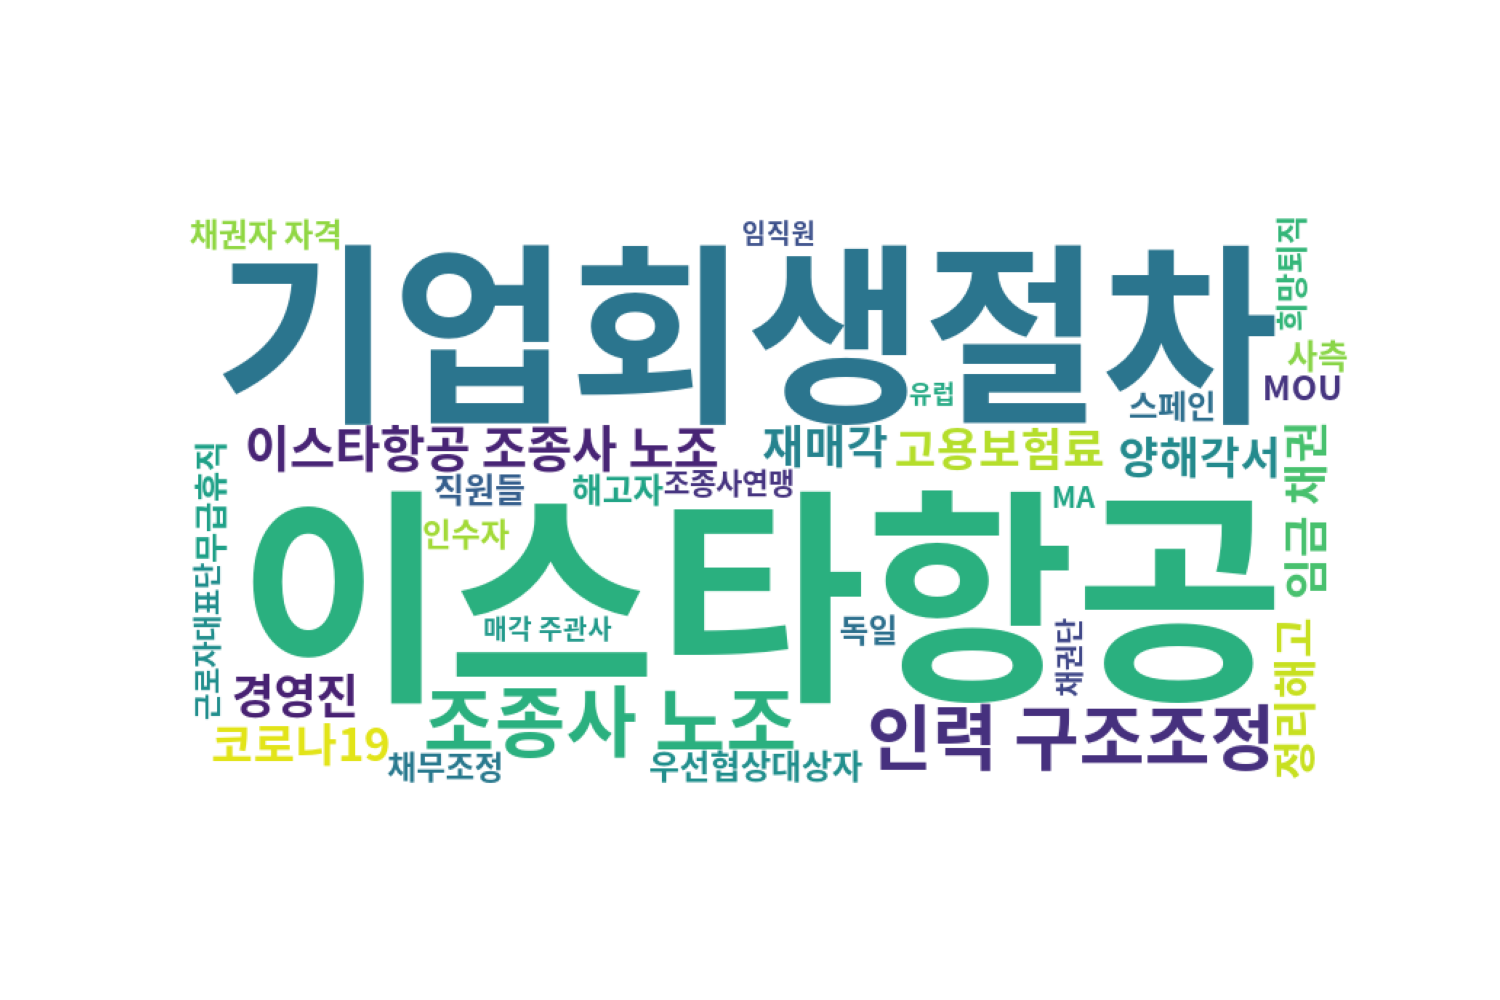 채권자 자격
임직원
희망퇴직
기업회생절차
사측
MOU
유럽
스페인
이스타항공 조종사 노조
재매각
고용보험료
양해각서
임금 채권
무급휴직
직원들
해고자
조종사연맹
MA
이스타항공
인수자
매각 주관사
독일
채권단
근로자대표단
경영진
조종사 노조
인력 구조조정
정리해고
코로나19
채무조정
우선협상대상자